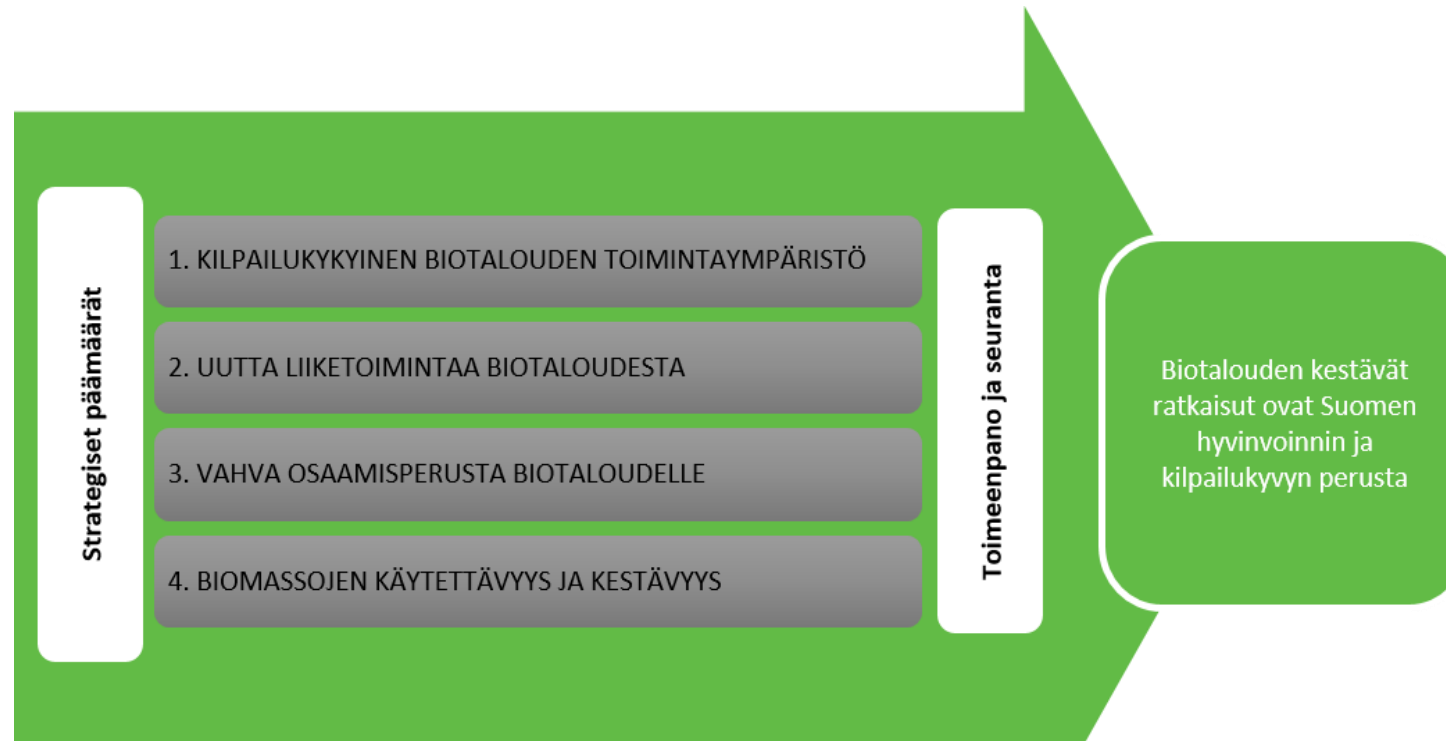 Strategiset päämäärät
1. KILPAILUKYKYINEN BIOTALOUDEN TOIMINTAYMPÄRISTÖ
2. UUTTA LIIKETOIMINTAA BIOTALOUDESTA
3. VAHVA OSAAMISPERUSTA BIOTALOUDELLE
4. BIOMASSOJEN KÄYTETTÄVYYS JA KESTÄVYYS
Toimeenpano ja seuranta
Biotalouden kestävät
ratkaisut ovat Suomen
hyvinvoinnin ja
kilpailukyvyn perusta